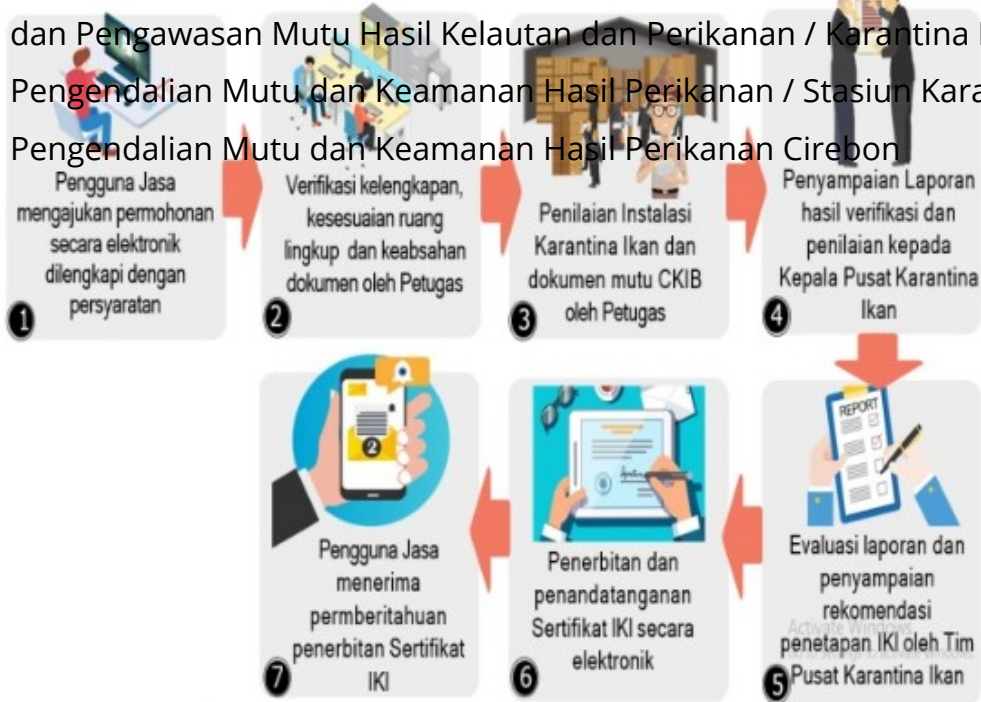 dan Pengawasan Mutu Hasil Kelautan dan Perikanan / Karantina
Pengendalian Mutu dan Keamanan Hasil Perikanan / Stasiun
Pengendalian Mutu dan Keamanan Hasil Perikanan Cirebon
Pengguna Jasa
mengajukan permohonan
secara elektronik
dilengkapi dengan
persyaratan
1
Verifikasi kelengkapan,
kesesuaian ruang
lingkup dan keabsahan
dokumen oleh Petugas
2
Penilaian Instalasi
Karantina Ikan dan
dokumen mutu CKIB
oleh Petugas
3
Penyampaian Laporan
hasil verifikasi dan
penilaian kepada
Kepala Pusat Karantina
Ikan
4
REPORT
Evaluasi laporan dan
penyampaian
rekomendasi
penetapan IKI oleh Tim
Pusat Karantina Ikan
5
Activate Windows
Penerbitan dan
penandatanganan
Sertifikat IKI secara
elektronik
6
2
Pengguna Jasa
menerima
permberitahuan
penerbitan Sertifikat
IKI
7